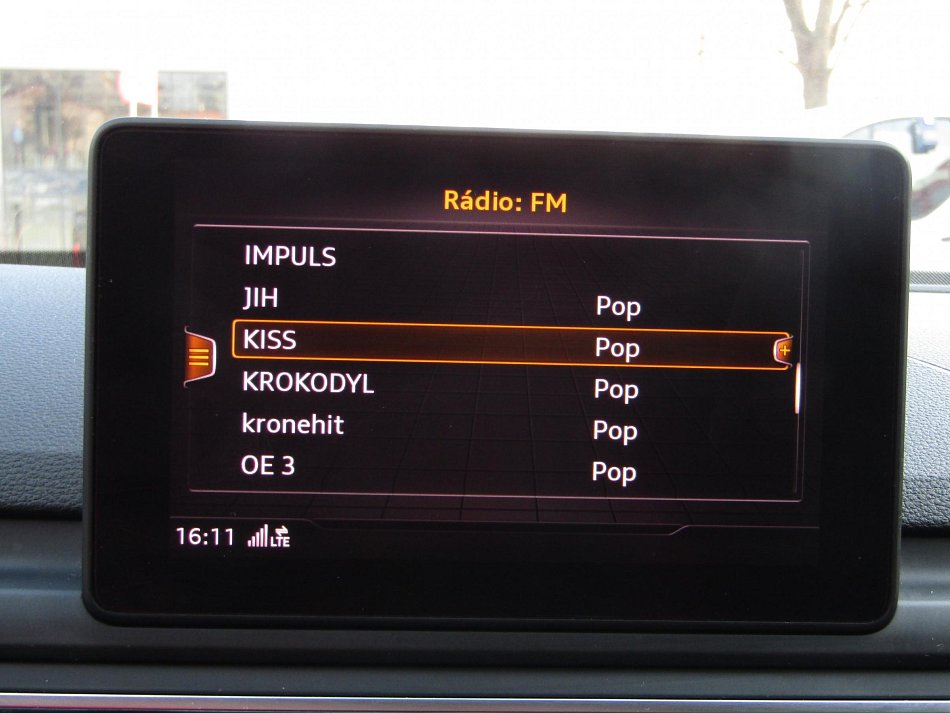 Rádio: FM
IMPULS
JIH Pop
KISS Pop
KROKODYL Pop
kronehit Pop
OE 3 Pop
16:11 LTE